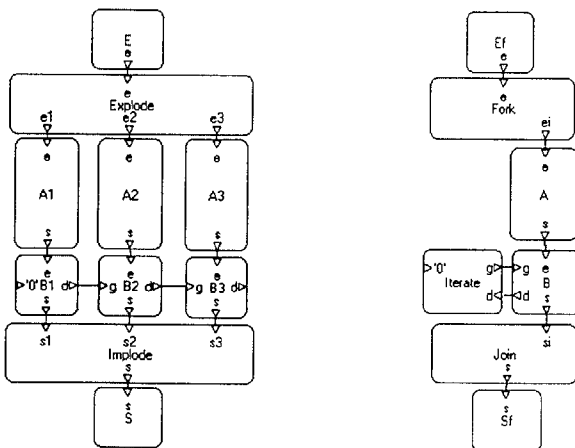 E
Ef
e
e
e
e
Explode
Fork
e1
e2
e3
ei
e
e
e
e
A1
A2
A3
A
s
s
s
s
e
e
e
e
'0' B1 d
g B2 d
g B3 d
'0' g
Iterate
d
g B
d
s
s
s
s
s1
s2
s3
si
Implode
Join
s
s
s
s
S
Sf